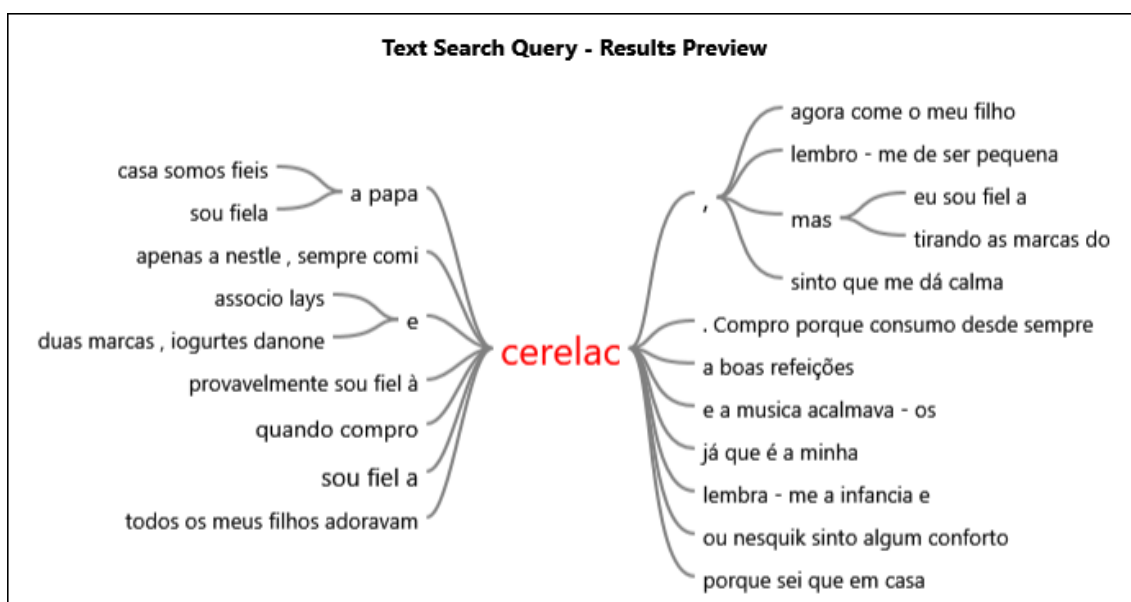 Text Search Query - Results Preview
casa somos fieis
sou fiela
a papa
apenas a nestle , sempre comi
associo lays
duas marcas , iogurtes danone
e
provavelmente sou fiel à
quando compro
sou fiel a
todos os meus filhos adoravam
cerelac
,
agora come o meu filho
lembro - me de ser pequena
mas
eu sou fiel a
tirando as marcas do
sinto que me dá calma
. Compro porque consumo desde sempre
a boas refeições
e a musica acalmava - os
já que é a minha
lembra - me a infancia e
ou nesquik sinto algum conforto
porque sei que em casa